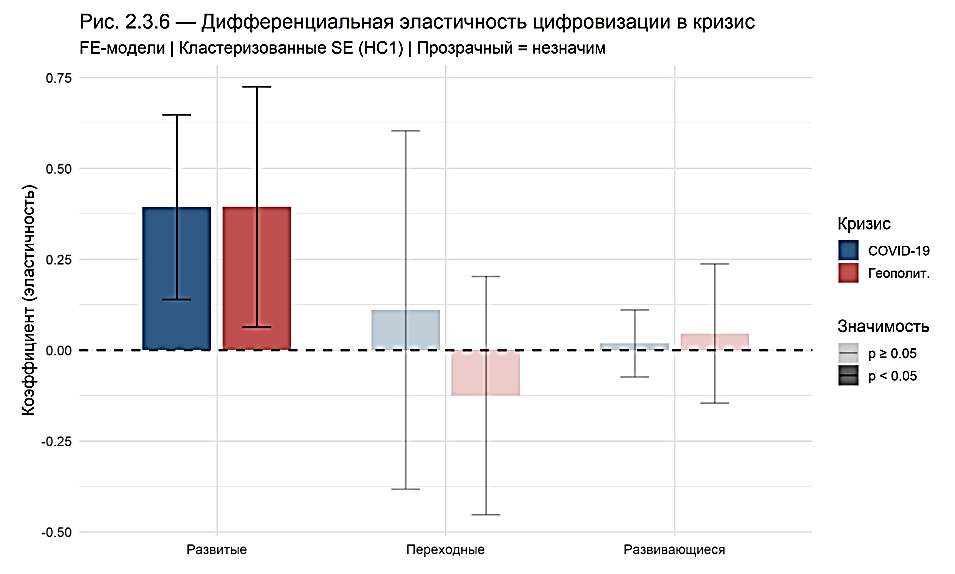 Рис. 2.3.6 — Дифференциальная эластичность цифровизации в кризис
FE-модели | Кластеризованные SE (HC1) | Прозрачный = незначим
Коэффициент (эластичность)
0.75
0.50
0.25
0.00
-0.25
-0.50
Развитые
Переходные
Развивающиеся
Кризис
COVID-19
Геополит.
Значимость
p ≥ 0.05
p < 0.05